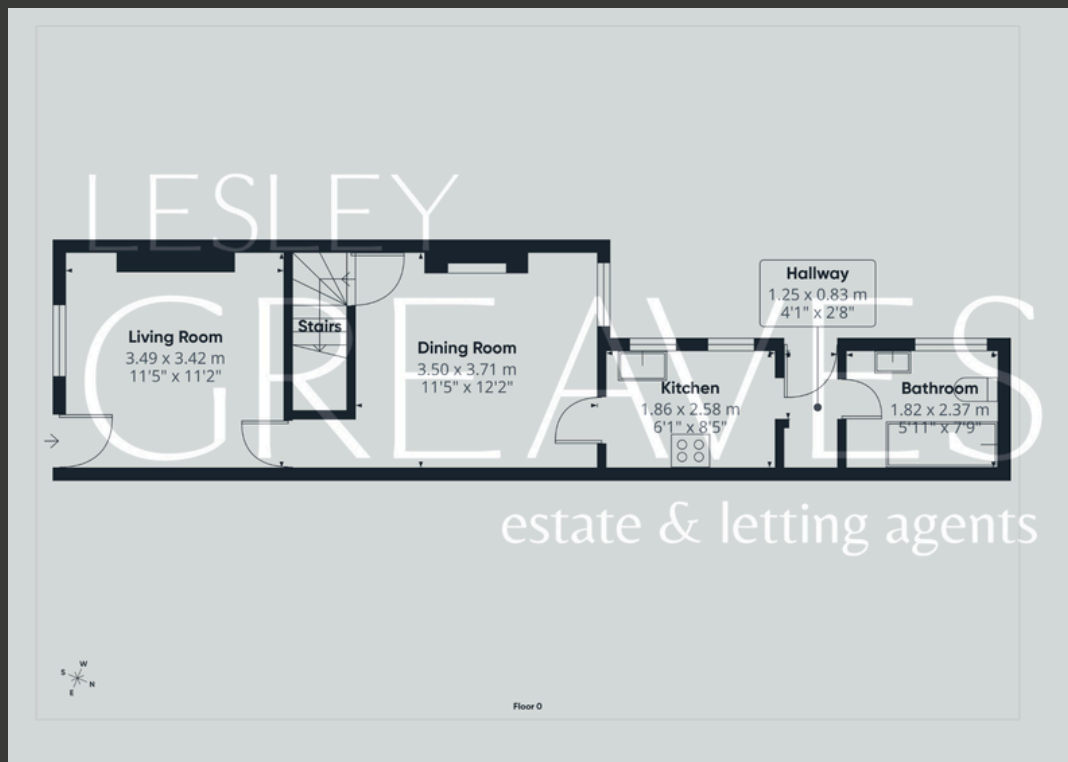 LESLEY
GREAVES
estate & letting agents
Living Room
3.49 x 3.42 m
11'5" x 11'2"
Stairs
Dining Room
3.50 x 3.71 m
11'5" x 12'2"
Kitchen
1.86 x 2.58 m
6'1" x 8'5"
Hallway
1.25 x 0.83 m
4'1" x 2'8"
Bathroom
1.82 x 2.37 m
5'11" x 7'9"
W
S
N
E
Floor 0